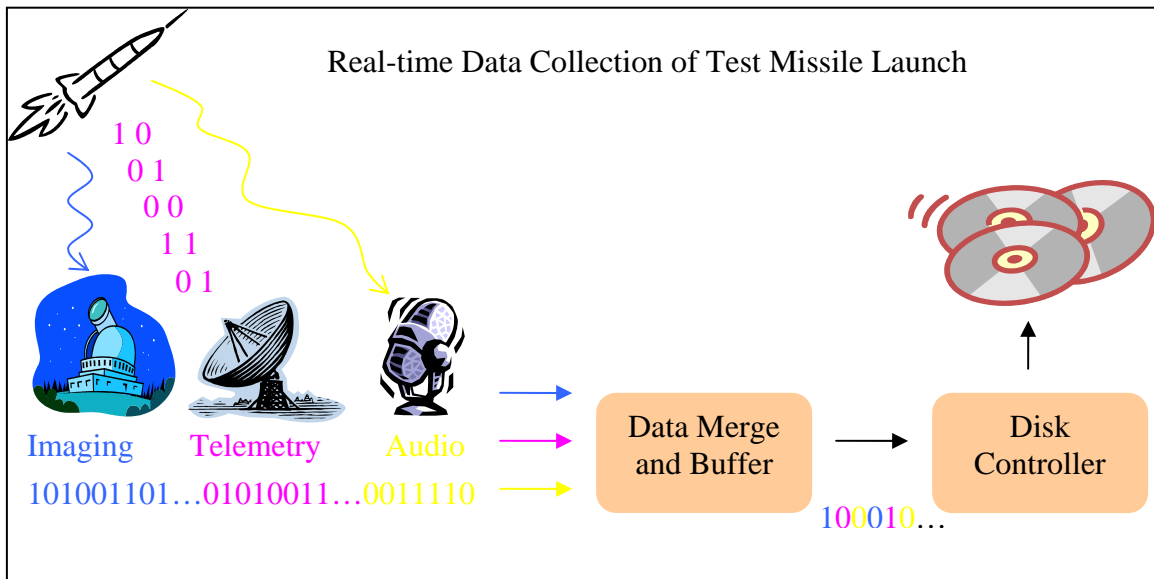 Real-time Data Collection of Test Missile Launch
1 0
0 1
0 0
1 1
0 1
Imaging Telemetry Audio
101001101…01010011…0011110
Data Merge
and Buffer
100010…
Disk
Controller